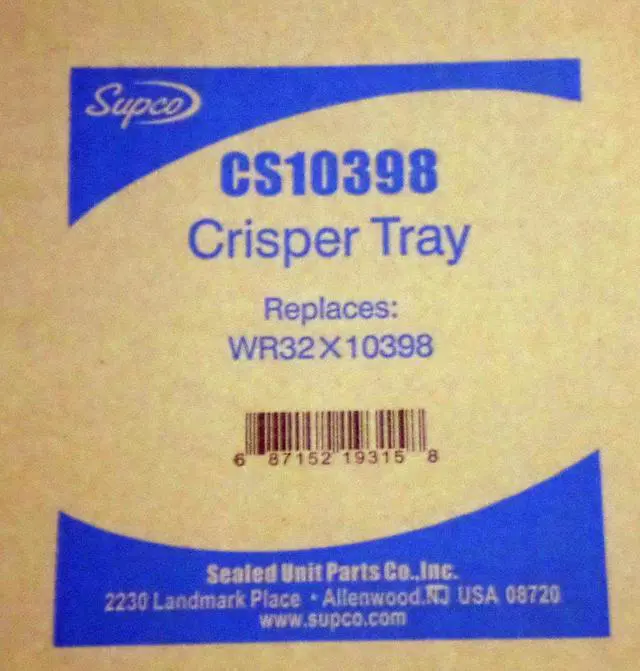 Supco
CS10398
Crisper Tray
Replaces:
WR32X10398
6 87152 19315 8
Sealed Unit Parts Co.,Inc.
2230 Landmark Place · Allenwood.NJ USA 08720
www.supco.com